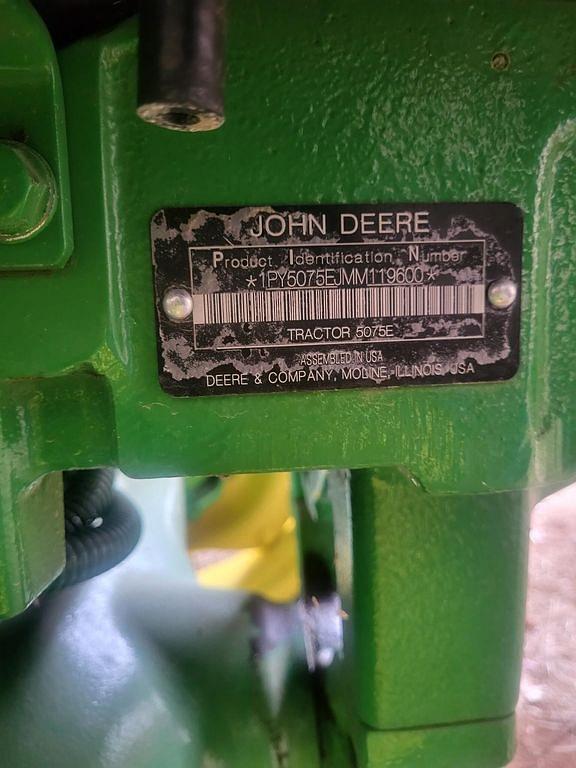 JOHN DEERE
Product Identification Number
*1PY5075EJMM119600*
TRACTOR 5075E
ASSEMBLED IN USA
DEERE & COMPANY, MOLINE, ILLINOIS, USA